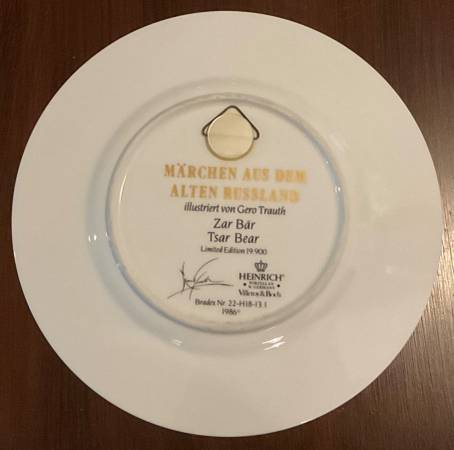 MÄRCHEN AUS DEM
ALTEN RUSSLAND
illustriert von Gero Trauth
Zar Bär
Tsar Bear
Limited Edition 19 900
HEINRICH®
Villeroy & Boch
Bradex Nr. 22-H18-13.1
1986©